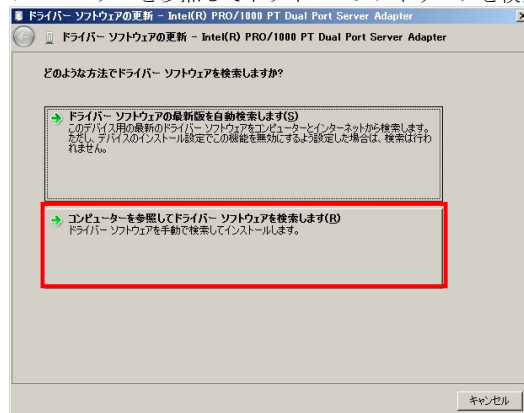 ドライバー ソフトウェアの更新 - Intel(R) PRO/1000 PT Dual Port Server Adapter
ドライバー ソフトウェアの更新 - Intel(R) PRO/1000 PT Dual Port Server Adapter
どのような方法でドライバー ソフトウェアを検索しますか?
ドライバー ソフトウェアの最新版を自動検索します(S)
このデバイス用の最新のドライバー ソフトウェアをコンピューターとインターネットから検索します。
ただし、デバイスのインストール設定でこの機能を無効にするよう設定した場合は、検索は行わ
れません。
コンピューターを参照してドライバー ソフトウェアを検索します(R)
ドライバー ソフトウェアを手動で検索してインストールします。
キャンセル